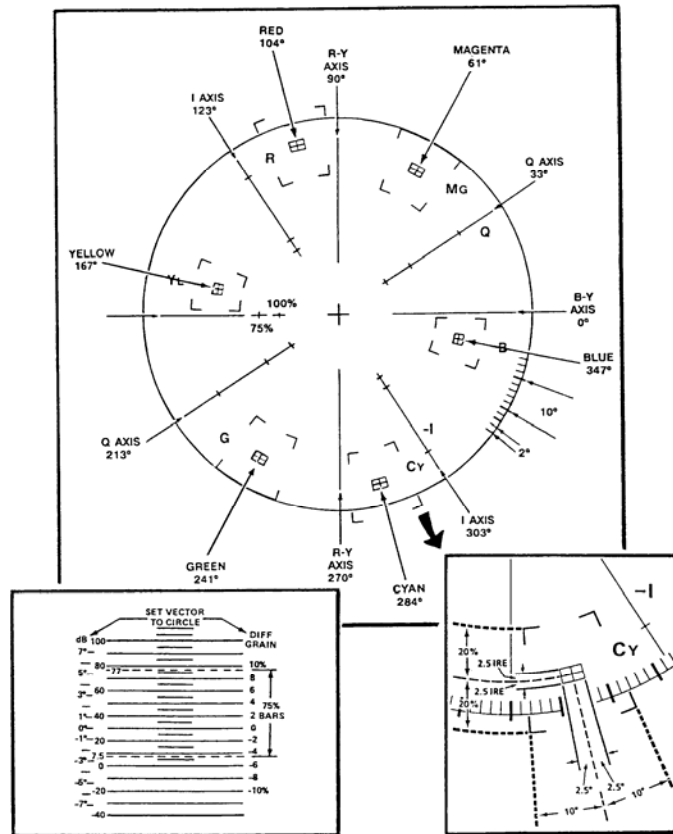 RED
104°
R-Y
AXIS
90°
MAGENTA
61°
I AXIS
123°
Q AXIS
33°
R
MG
Q
YELLOW
167°
YL
100%
75%
B-Y
AXIS
0°
B
BLUE
347°
10°
2°
-I
Q AXIS
213°
G
CY
I AXIS
303°
GREEN
241°
R-Y
AXIS
270°
CYAN
284°
SET VECTOR
TO CIRCLE
dB
DIFF
GRAIN
100
7°
80
10%
5°
77
8
60
6
3°
4
75%
BARS
1°
40
2
0°
0
-1°
20
-2
7.5
-4
-3°
0
-6
-5°
-8
-20
-10%
-7°
-40
-I
CY
20%
2.5 IRE
2.5 IRE
20%
2.5°
2.5°
10°
10°